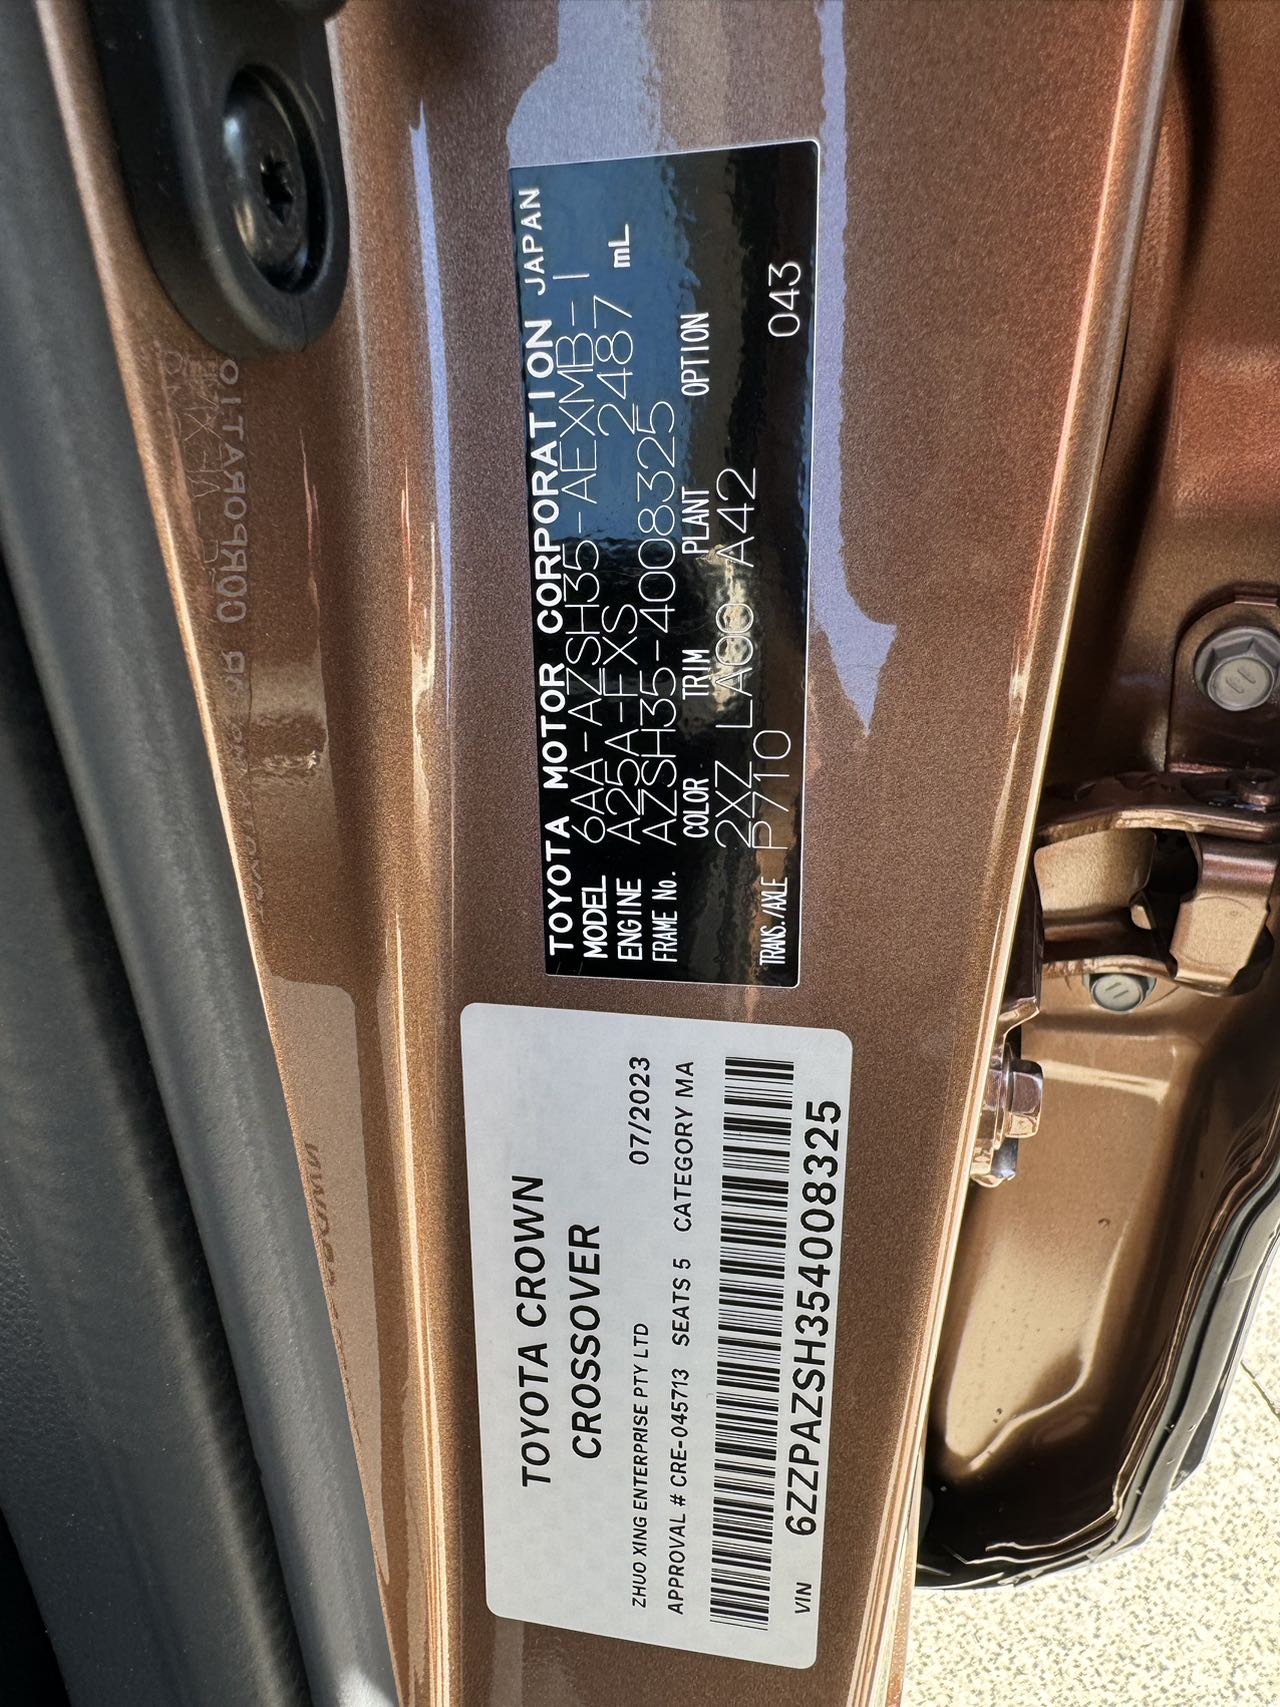 TOYOTA MOTOR CORPORATION JAPAN
MODEL 6AA-AZSH35-AEXMB-I
ENGINE A25A-FXS 2487 mL
FRAME No. AZSH35-4008325
COLOR TRIM PLANT OPTION
2XZ LA00 A42
TRANS./AXLE P710 043
TOYOTA CROWN
CROSSOVER
ZHUO XING ENTERPRISE PTY LTD 07/2023
APPROVAL # CRE-045713 SEATS 5 CATEGORY MA
VIN 6ZZPAZSH354008325